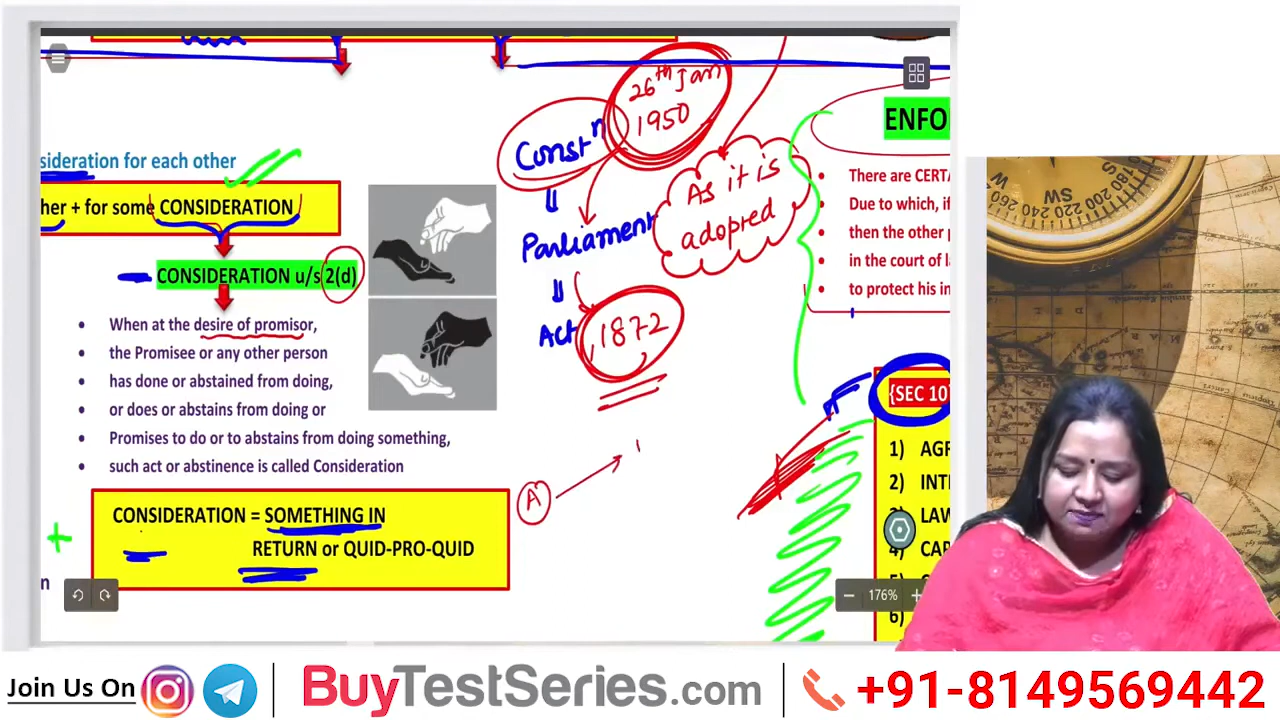 sideration for each other
her + for some CONSIDERATION
CONSIDERATION u/s 2(d)
When at the desire of promisor,
the Promisee or any other person
has done or abstained from doing,
or does or abstains from doing or
Promises to do or to abstains from doing something,
such act or abstinence is called Consideration
CONSIDERATION = SOMETHING IN
RETURN or QUID-PRO-QUID
+
n
26th Jan
1950
Constn
Parliament
Act 1872
As it is
adopted
A
ENFO
There are CERTA
Due to which, if
then the other p
in the court of la
to protect his in
{SEC 10
1) AGR
2) INTE
LAW
4) CAP
6)
176%
SW
Join Us On
BuyTestSeries.com
+91-8149569442